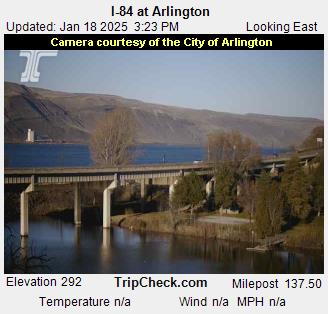 I-84 at Arlington
Updated: Jan 18 2025 3:23 PM Looking East
Camera courtesy of the City of Arlington
Elevation 292 TripCheck.com Milepost 137.50
Temperature n/a Wind n/a MPH n/a